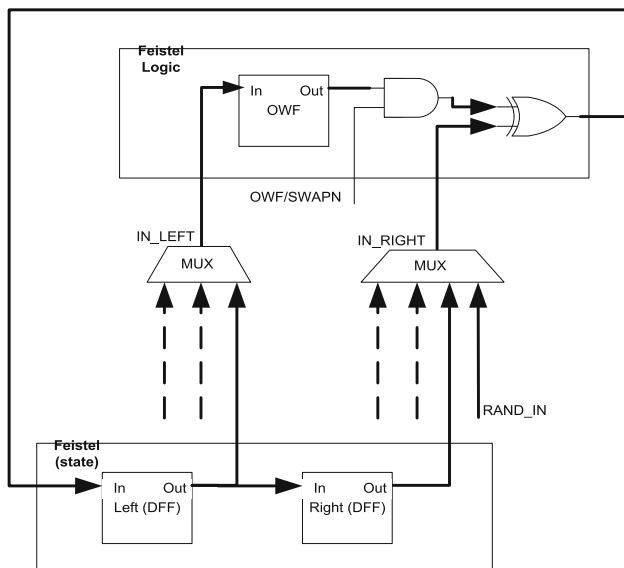 Feistel
Logic
In Out
OWF
OWF/SWAPN
IN_LEFT
IN_RIGHT
MUX
MUX
RAND_IN
Feistel
(state)
In Out
Left (DFF)
In Out
Right (DFF)